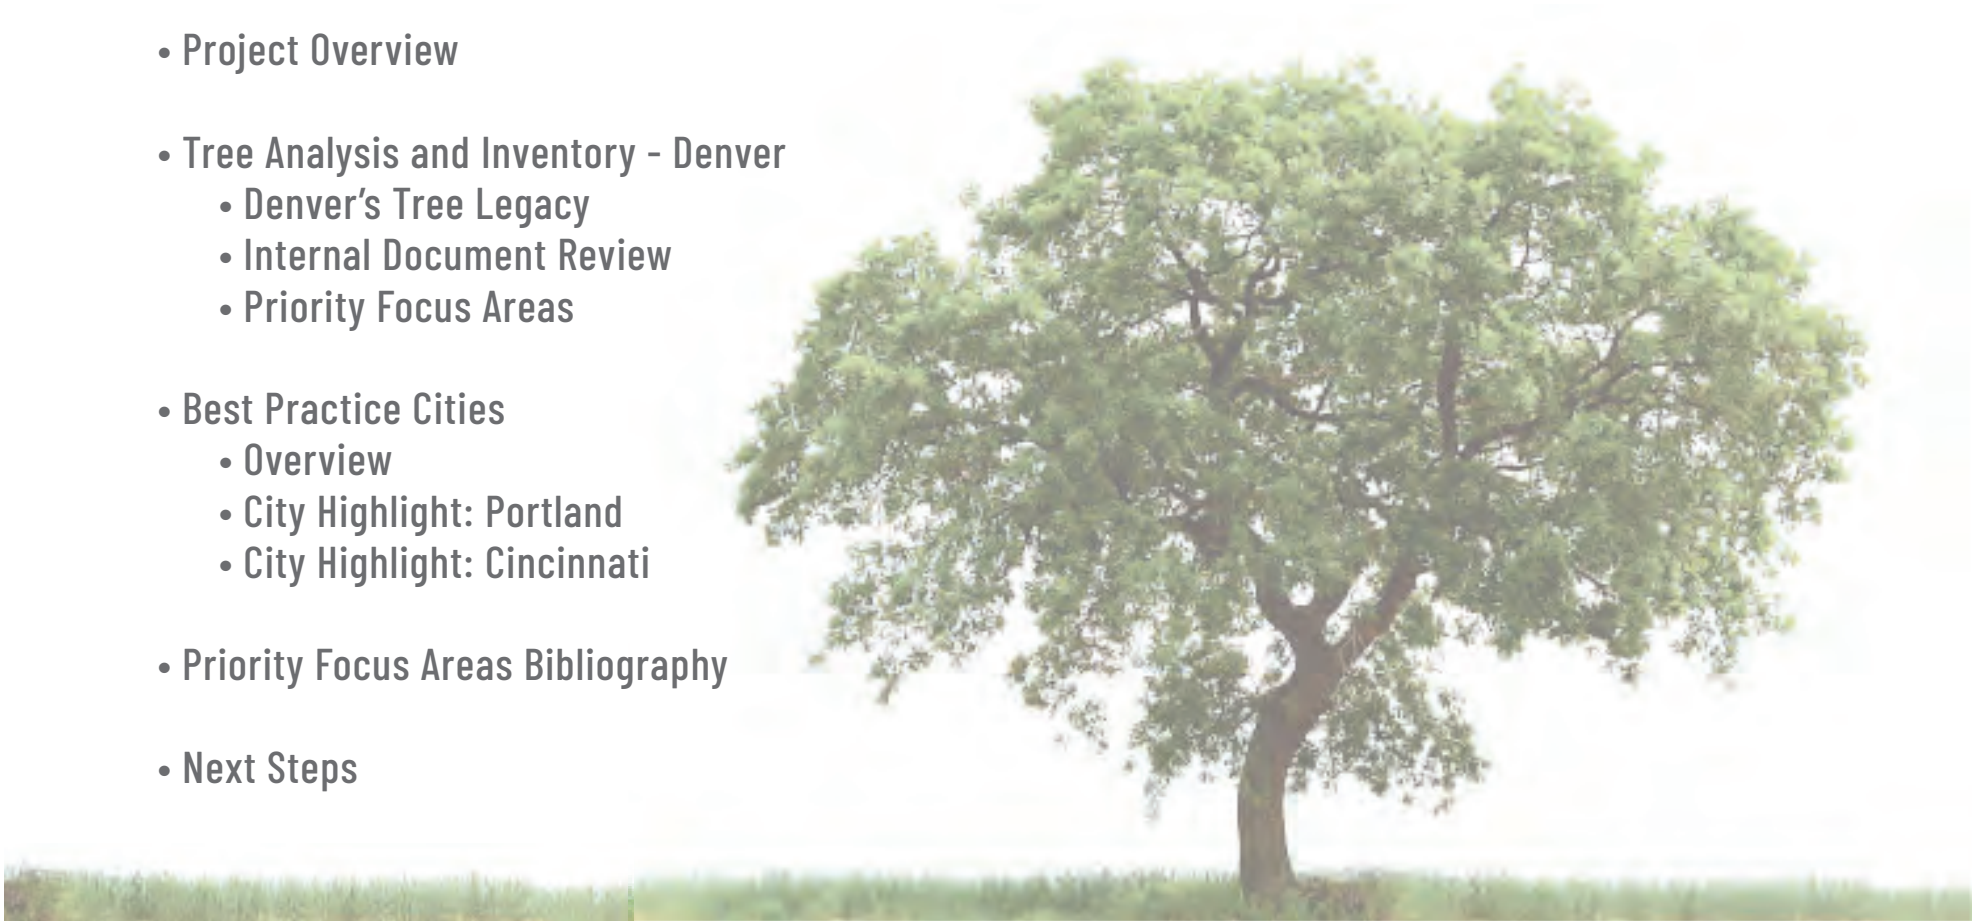 • Project Overview
• Tree Analysis and Inventory - Denver
• Denver’s Tree Legacy
• Internal Document Review
• Priority Focus Areas
• Best Practice Cities
• Overview
• City Highlight: Portland
• City Highlight: Cincinnati
• Priority Focus Areas Bibliography
• Next Steps